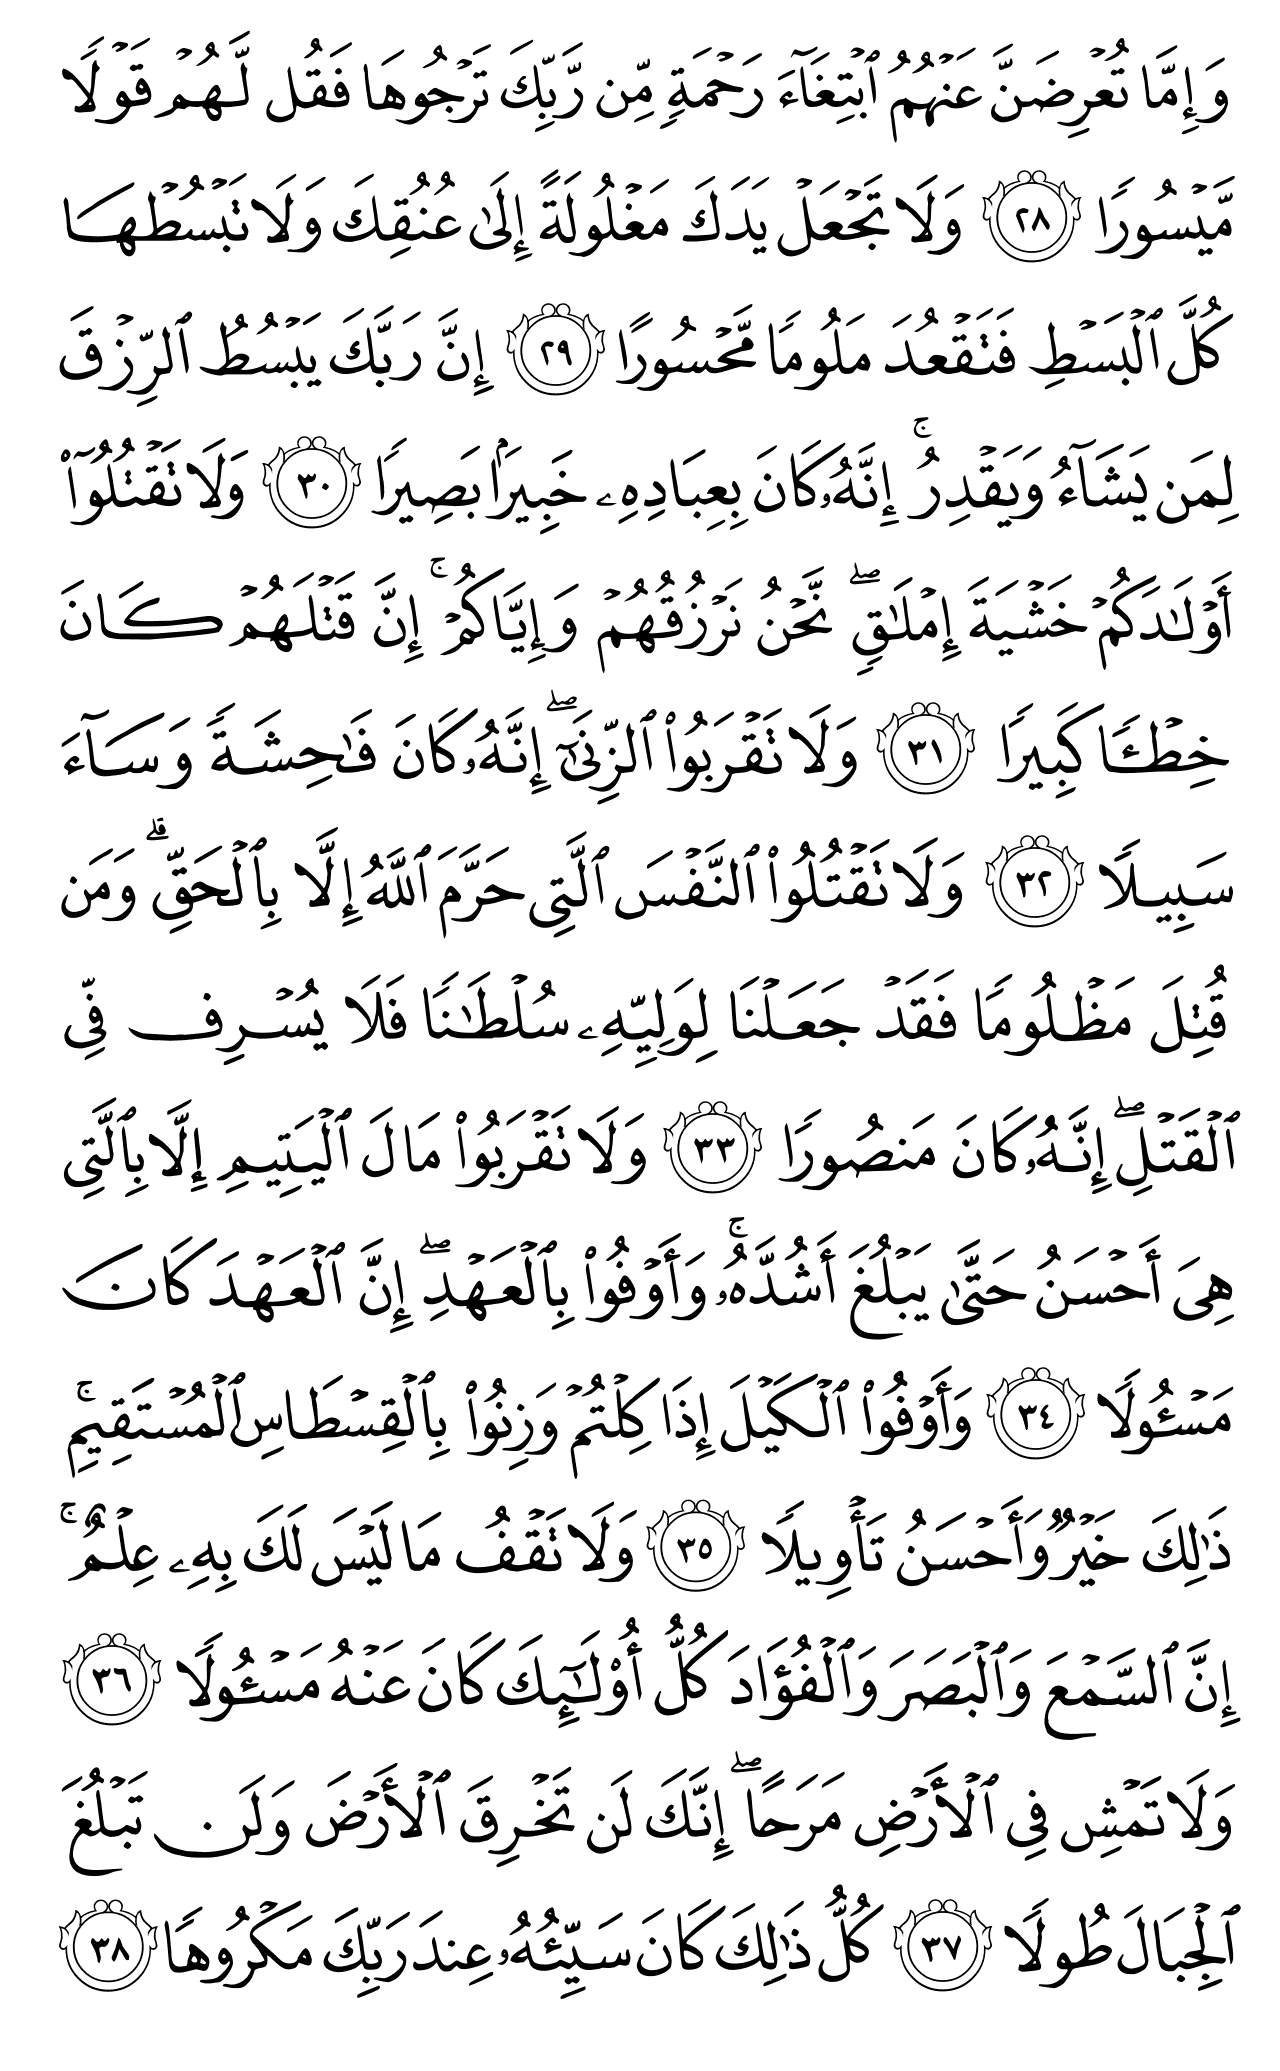 وَإِمَّا تُعْرِضَنَّ عَنْهُمُ ٱبْتِغَآءَ رَحْمَةٍ مِّن رَّبِّكَ تَرْجُوهَا فَقُل لَّهُمْ قَوْلًا
مَّيْسُورًا ٢٨ وَلَا تَجْعَلْ يَدَكَ مَغْلُولَةً إِلَىٰ عُنُقِكَ وَلَا تَبْسُطْهَا
كُلَّ ٱلْبَسْطِ فَتَقْعُدَ مَلُومًا مَّحْسُورًا ٢٩ إِنَّ رَبَّكَ يَبْسُطُ ٱلرِّزْقَ
لِمَن يَشَآءُ وَيَقْدِرُ ۚ إِنَّهُۥ كَانَ بِعِبَادِهِۦ خَبِيرًۢا بَصِيرًا ٣٠ وَلَا تَقْتُلُوٓا۟
أَوْلَـٰدَكُمْ خَشْيَةَ إِمْلَـٰقٍ ۖ نَّحْنُ نَرْزُقُهُمْ وَإِيَّاكُمْ ۚ إِنَّ قَتْلَهُمْ كَانَ
خِطْـًٔا كَبِيرًا ٣١ وَلَا تَقْرَبُوا۟ ٱلزِّنَىٰٓ ۖ إِنَّهُۥ كَانَ فَـٰحِشَةً وَسَآءَ
سَبِيلًا ٣٢ وَلَا تَقْتُلُوا۟ ٱلنَّفْسَ ٱلَّتِى حَرَّمَ ٱللَّهُ إِلَّا بِٱلْحَقِّ ۗ وَمَن
قُتِلَ مَظْلُومًا فَقَدْ جَعَلْنَا لِوَلِيِّهِۦ سُلْطَـٰنًا فَلَا يُسْرِف فِّى
ٱلْقَتْلِ ۖ إِنَّهُۥ كَانَ مَنصُورًا ٣٣ وَلَا تَقْرَبُوا۟ مَالَ ٱلْيَتِيمِ إِلَّا بِٱلَّتِى
هِىَ أَحْسَنُ حَتَّىٰ يَبْلُغَ أَشُدَّهُۥ ۚ وَأَوْفُوا۟ بِٱلْعَهْدِ ۖ إِنَّ ٱلْعَهْدَ كَانَ
مَسْـُٔولًا ٣٤ وَأَوْفُوا۟ ٱلْكَيْلَ إِذَا كِلْتُمْ وَزِنُوا۟ بِٱلْقِسْطَاسِ ٱلْمُسْتَقِيمِ ۚ
ذَٰلِكَ خَيْرٌ وَأَحْسَنُ تَأْوِيلًا ٣٥ وَلَا تَقْفُ مَا لَيْسَ لَكَ بِهِۦ عِلْمٌ ۚ
إِنَّ ٱلسَّمْعَ وَٱلْبَصَرَ وَٱلْفُؤَادَ كُلُّ أُو۟لَـٰٓئِكَ كَانَ عَنْهُ مَسْـُٔولًا ٣٦
وَلَا تَمْشِ فِى ٱلْأَرْضِ مَرَحًا ۖ إِنَّكَ لَن تَخْرِقَ ٱلْأَرْضَ وَلَن تَبْلُغَ
ٱلْجِبَالَ طُولًا ٣٧ كُلُّ ذَٰلِكَ كَانَ سَيِّئُهُۥ عِندَ رَبِّكَ مَكْرُوهًا ٣٨